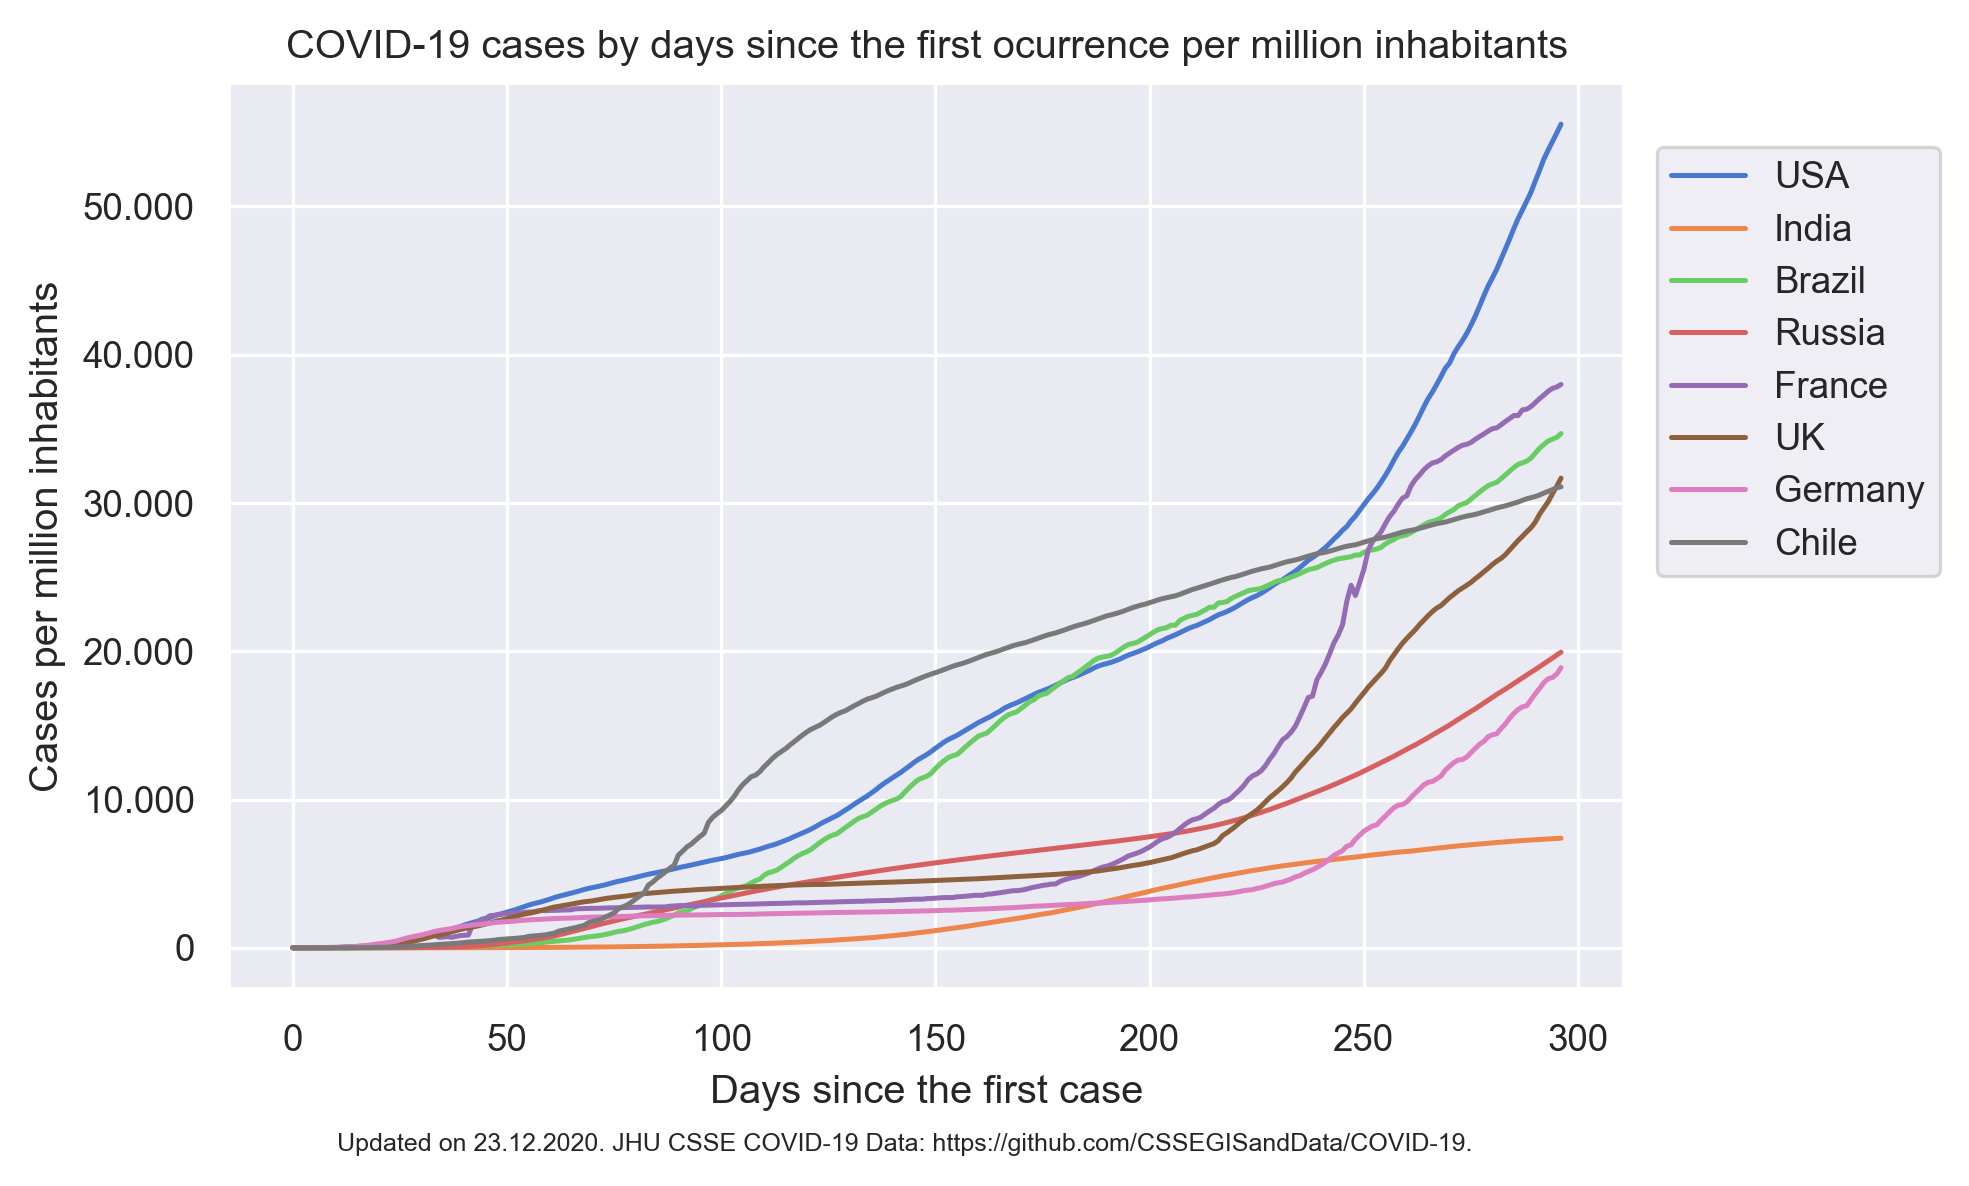 COVID-19 cases by days since the first ocurrence per million inhabitants
Cases per million inhabitants
50.000
40.000
30.000
20.000
10.000
0
0 50 100 150 200 250 300
Days since the first case
USA
India
Brazil
Russia
France
UK
Germany
Chile
Updated on 23.12.2020. JHU CSSE COVID-19 Data: https://github.com/CSSEGISandData/COVID-19.